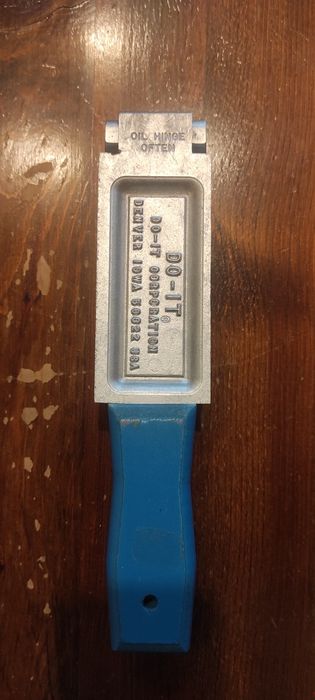 OIL HINGE
OFTEN
DO-IT®
DO-IT CORPORATION
DENVER IOWA 50622 USA